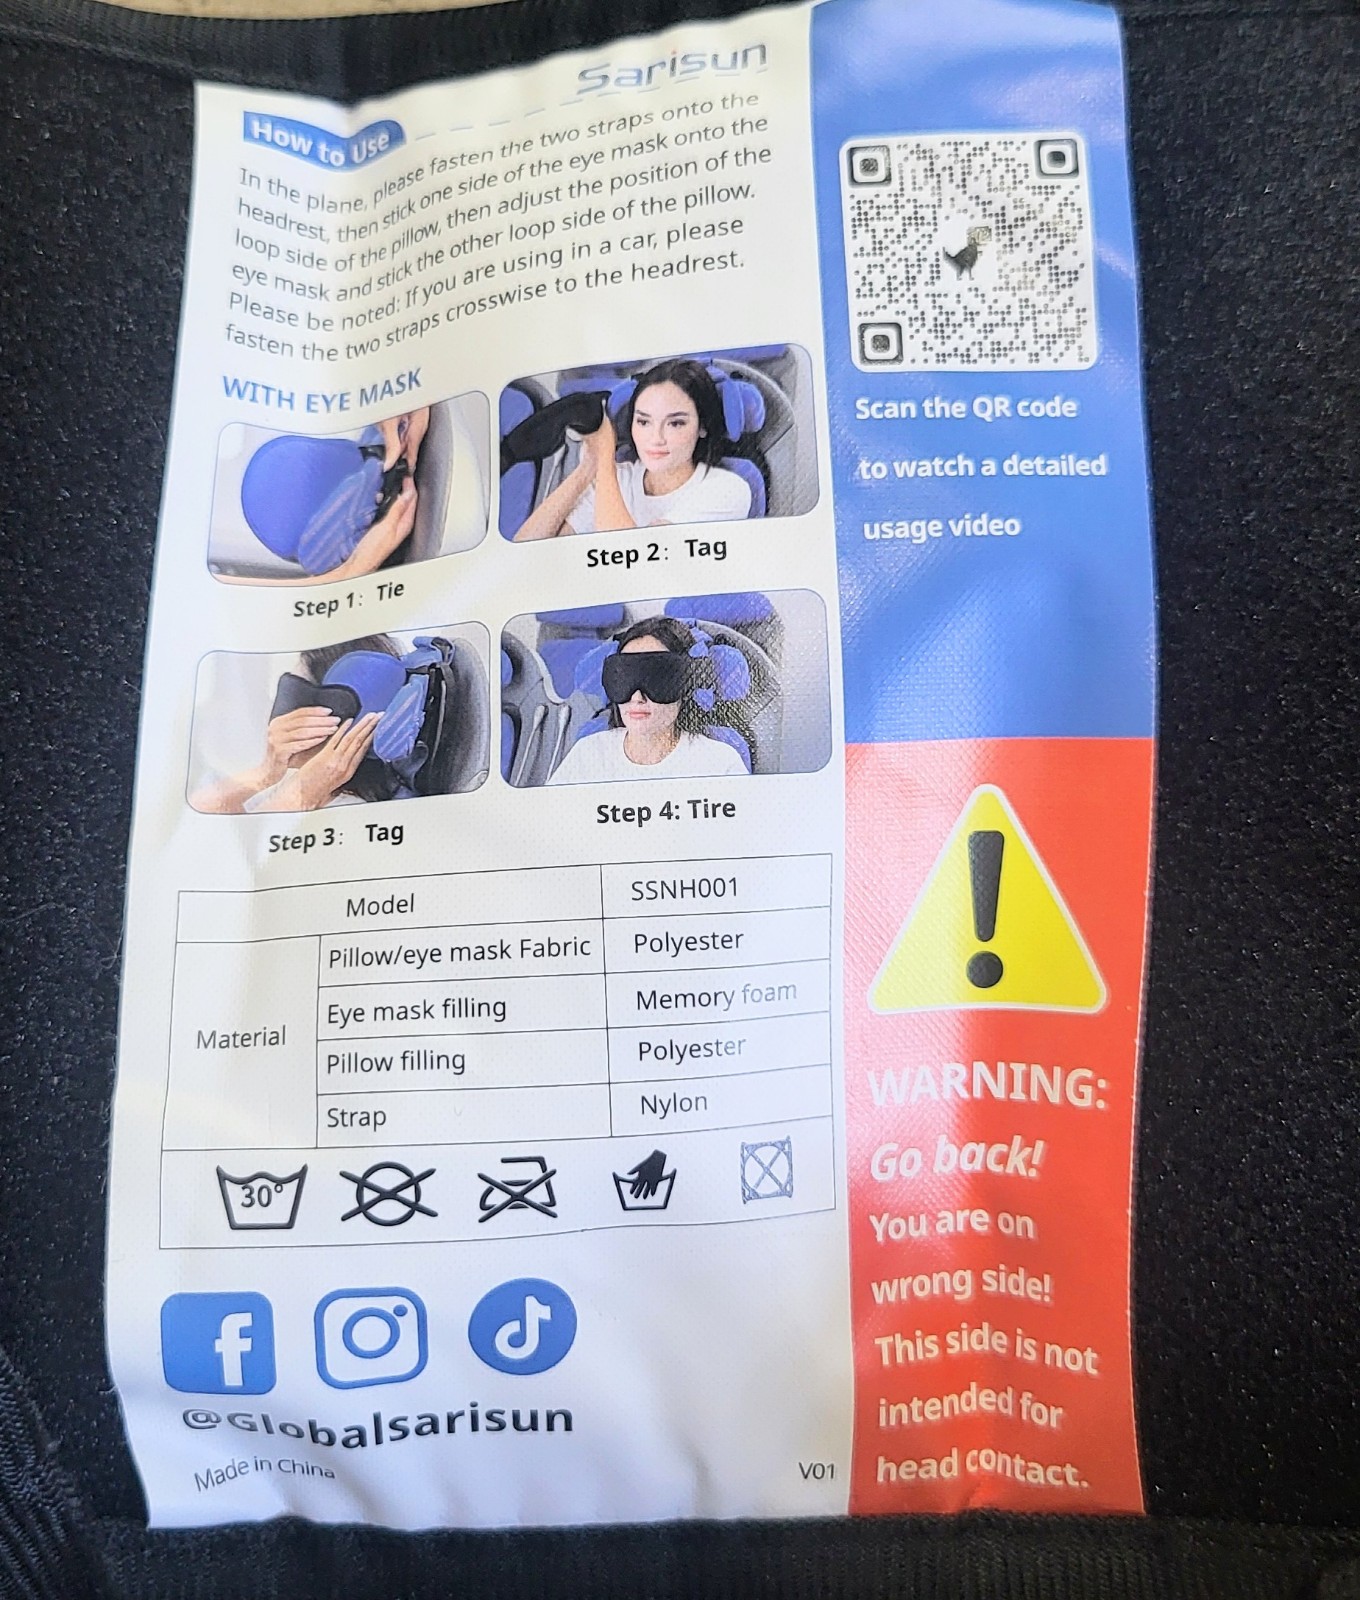 Sarisun
How to Use
In the plane, please fasten the two straps onto the
headrest, then stick one side of the eye mask onto the
loop side of the pillow, then adjust the position of the
eye mask and stick the other loop side of the pillow.
Please be noted: If you are using in a car, please
fasten the two straps crosswise to the headrest.
WITH EYE MASK
Step 1: Tie
Step 2: Tag
Step 3: Tag
Step 4: Tire
Model SSNH001
Material
Pillow/eye mask Fabric Polyester
Eye mask filling Memory foam
Pillow filling Polyester
Strap Nylon
30°
@Globalsarisun
Made in China
V01
Scan the QR code
to watch a detailed
usage video
WARNING:
Go back!
You are on
wrong side!
This side is not
intended for
head contact.